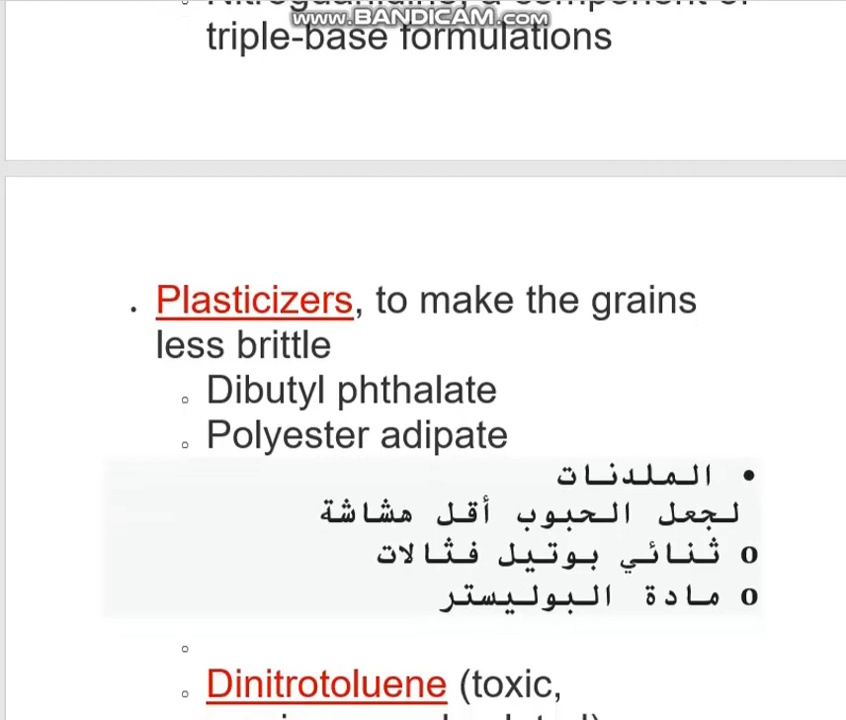 www.BANDICAM.com
triple-base formulations
. Plasticizers, to make the grains
less brittle
o Dibutyl phthalate
o Polyester adipate
• الملدنات
لجعل الحبوب أقل هشاشة
o ثنائي بوتيل فثالات
o مادة البوليستر
o
o Dinitrotoluene (toxic,